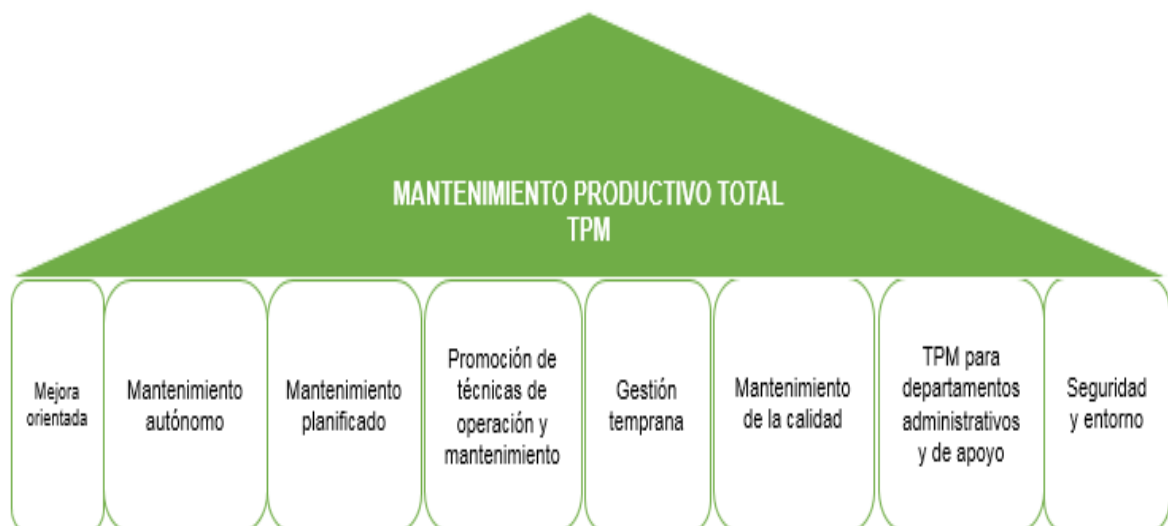 MANTENIMIENTO PRODUCTIVO TOTAL
TPM
Mejora
orientada
Mantenimiento
autónomo
Mantenimiento
planificado
Promoción de
técnicas de
operación y
mantenimiento
Gestión
temprana
Mantenimiento
de la calidad
TPM para
departamentos
administrativos
y de apoyo
Seguridad
y entorno